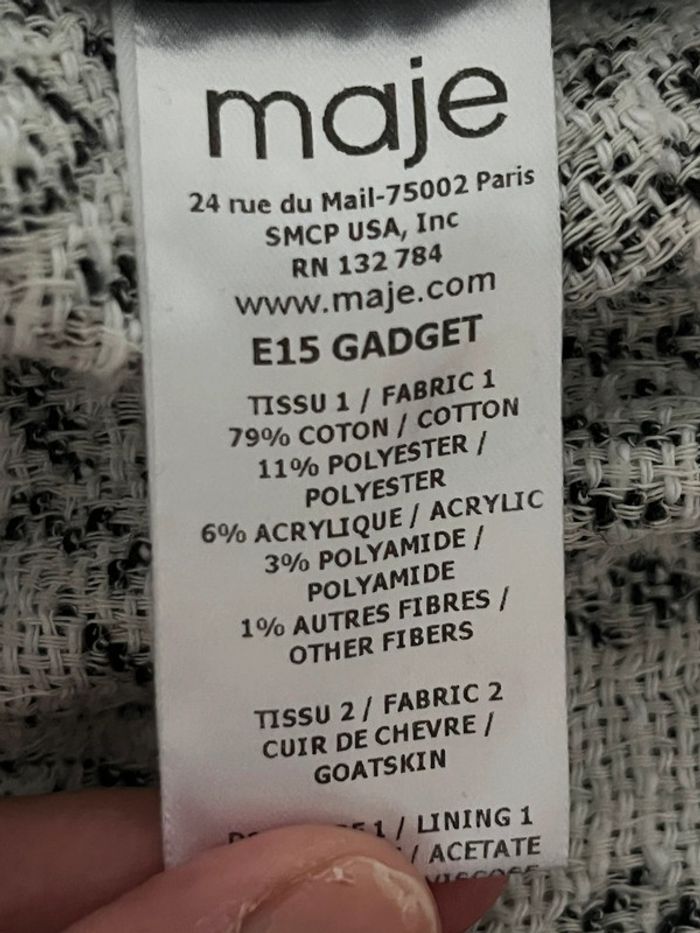 maje
24 rue du Mail-75002 Paris
SMCP USA, Inc
RN 132 784
www.maje.com
E15 GADGET
TISSU 1 / FABRIC 1
79% COTON / COTTON
11% POLYESTER /
POLYESTER
6% ACRYLIQUE / ACRYLIC
3% POLYAMIDE /
POLYAMIDE
1% AUTRES FIBRES /
OTHER FIBERS
TISSU 2 / FABRIC 2
CUIR DE CHEVRE /
GOATSKIN
1 / LINING 1
/ ACETATE